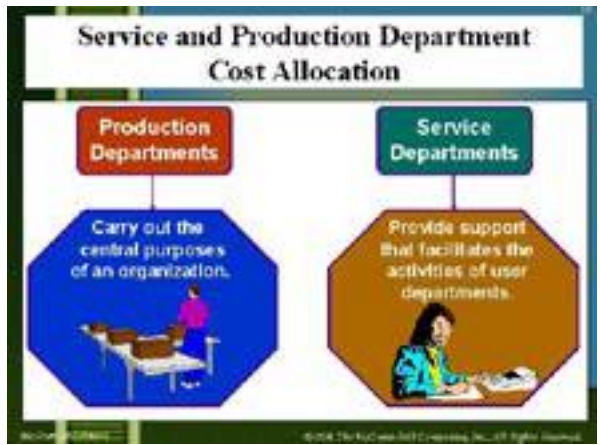 Service and Production Department
Cost Allocation
Production
Departments
Service
Departments
Carry out the
central purposes
of an organization.
Provide support
that facilitates the
activities of user
departments.